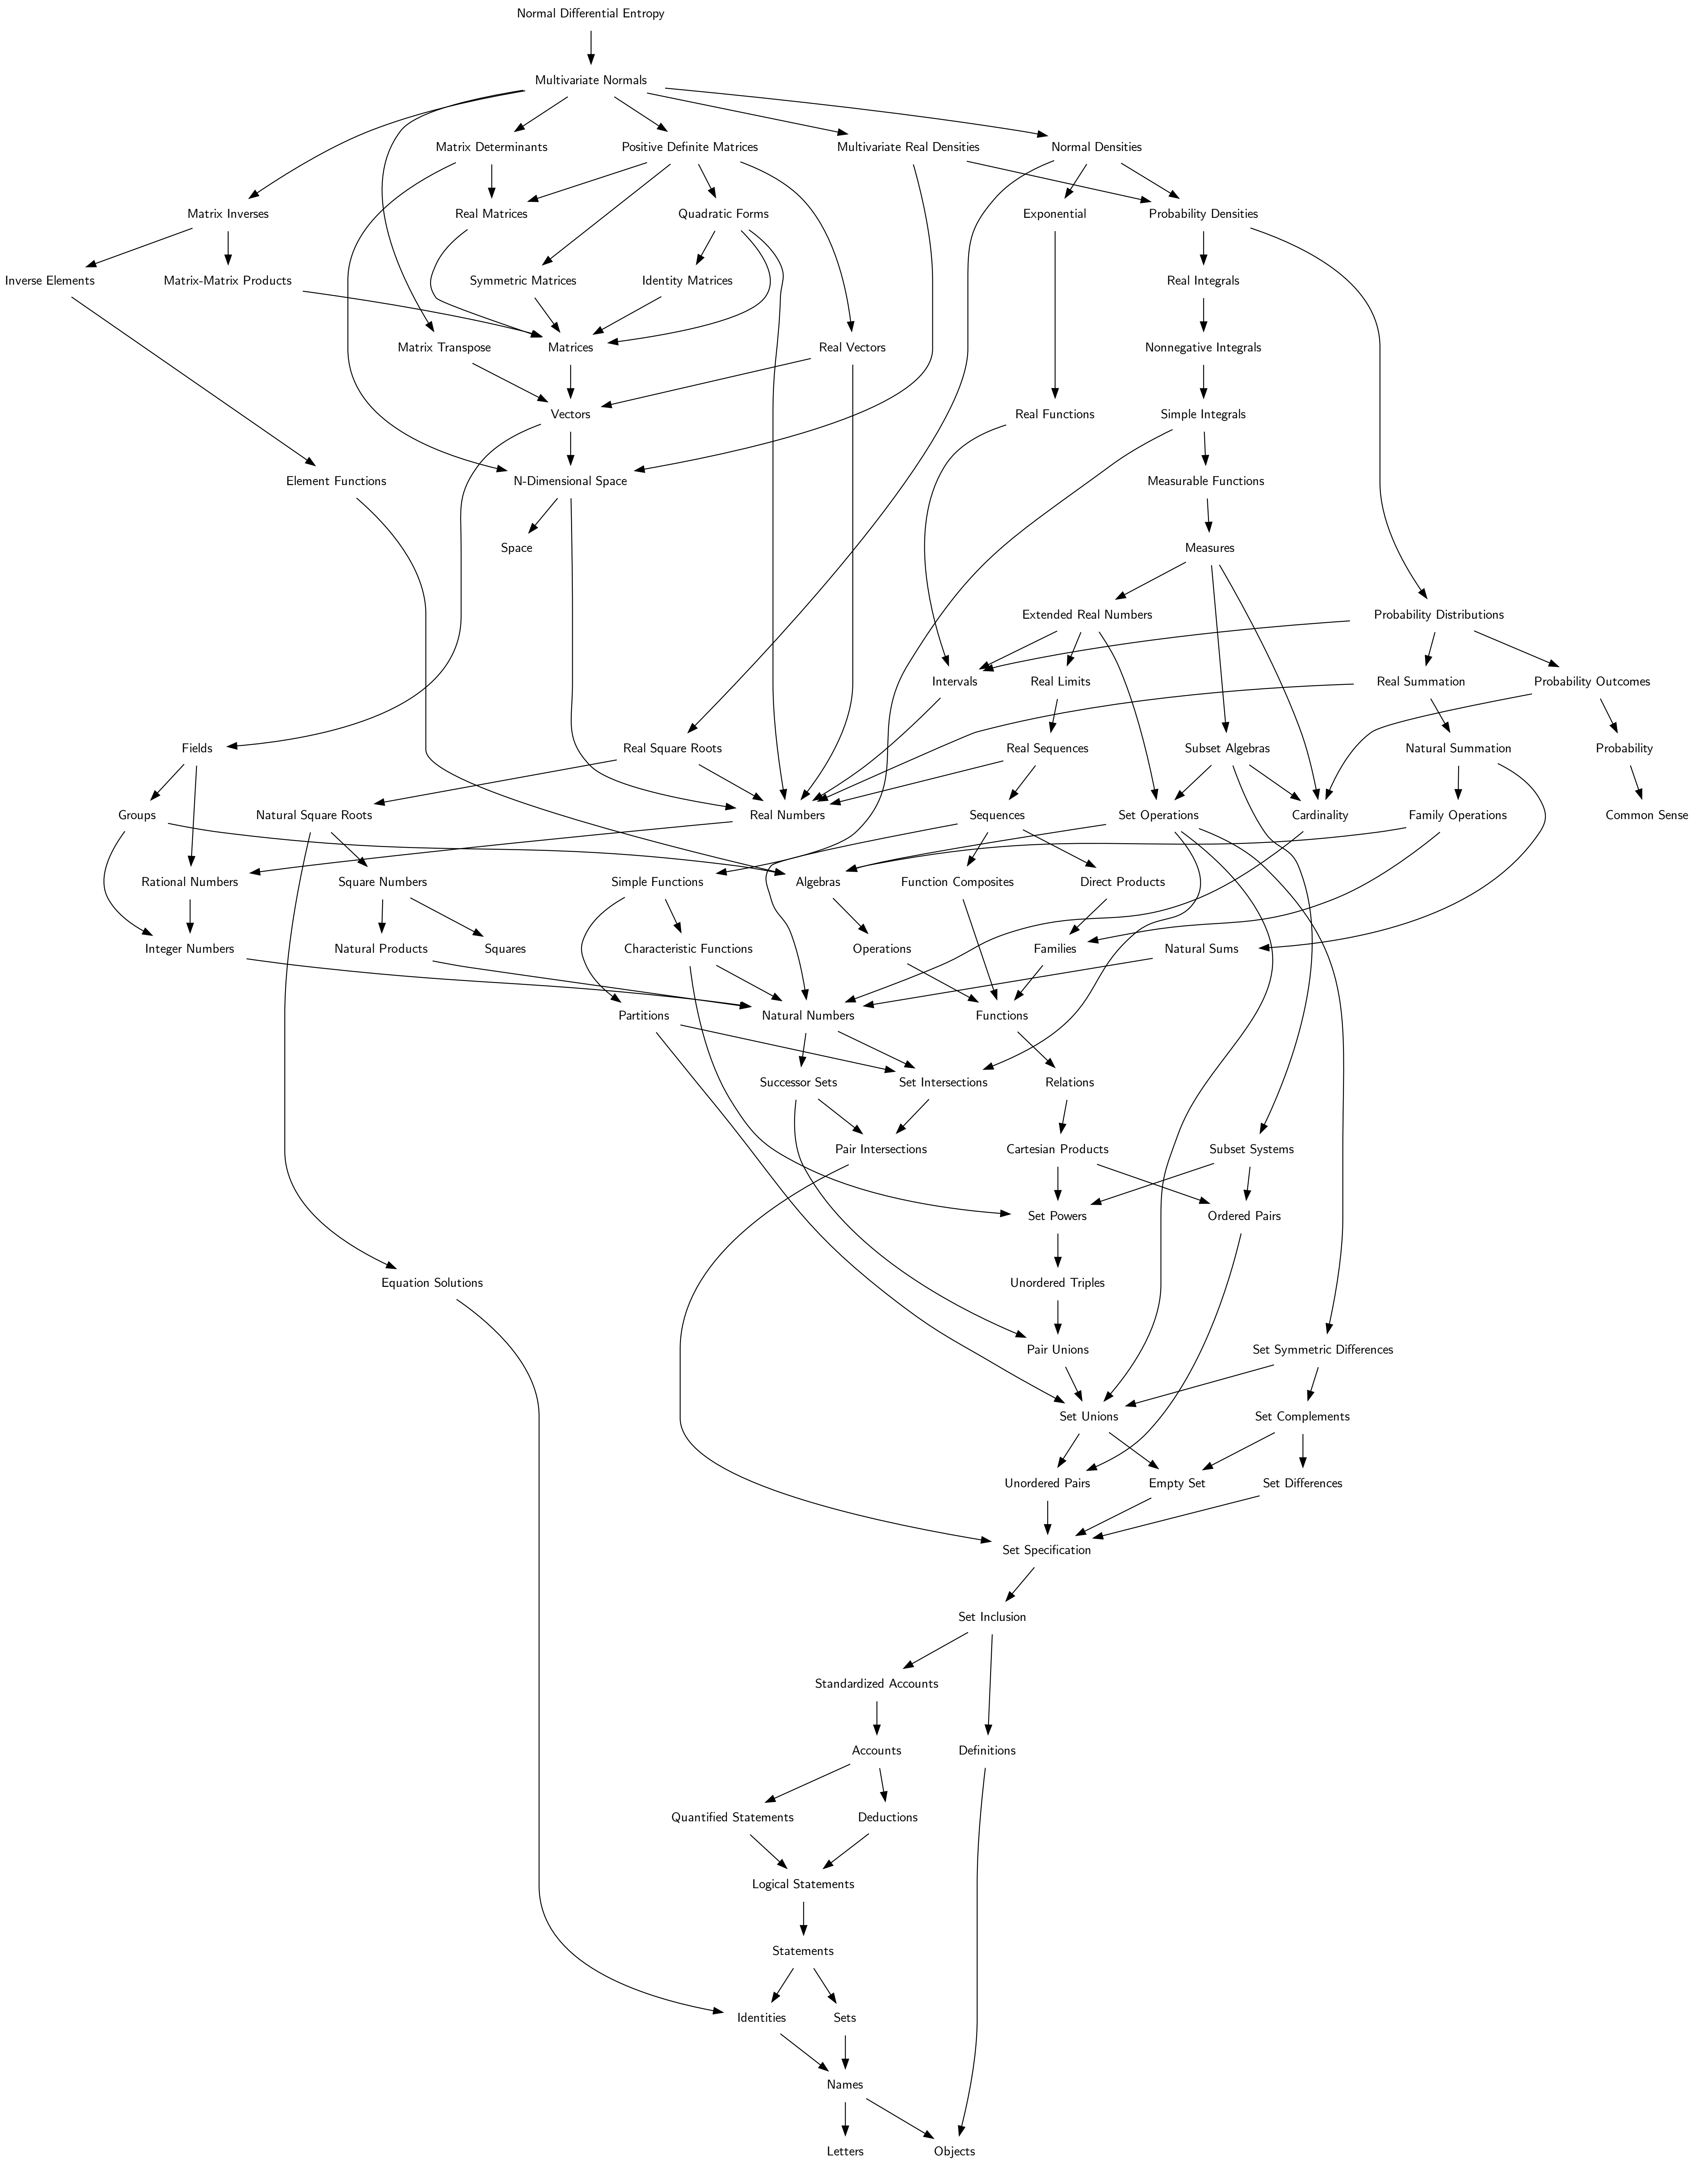 Normal Differential Entropy
Multivariate Normals
Matrix Determinants
Positive Definite Matrices
Multivariate Real Densities
Normal Densities
Matrix Inverses
Real Matrices
Quadratic Forms
Exponential
Probability Densities
Inverse Elements
Matrix-Matrix Products
Symmetric Matrices
Identity Matrices
Real Integrals
Matrix Transpose
Matrices
Real Vectors
Nonnegative Integrals
Vectors
Real Functions
Simple Integrals
Element Functions
N-Dimensional Space
Measurable Functions
Space
Measures
Extended Real Numbers
Probability Distributions
Intervals
Real Limits
Real Summation
Probability Outcomes
Fields
Real Square Roots
Real Sequences
Subset Algebras
Natural Summation
Probability
Groups
Natural Square Roots
Real Numbers
Sequences
Set Operations
Cardinality
Family Operations
Common Sense
Rational Numbers
Square Numbers
Simple Functions
Algebras
Function Composites
Direct Products
Integer Numbers
Natural Products
Squares
Characteristic Functions
Operations
Families
Natural Sums
Partitions
Natural Numbers
Functions
Successor Sets
Set Intersections
Relations
Pair Intersections
Cartesian Products
Subset Systems
Set Powers
Ordered Pairs
Equation Solutions
Unordered Triples
Pair Unions
Set Symmetric Differences
Set Unions
Set Complements
Unordered Pairs
Empty Set
Set Differences
Set Specification
Set Inclusion
Standardized Accounts
Accounts
Definitions
Quantified Statements
Deductions
Logical Statements
Statements
Identities
Sets
Names
Letters
Objects